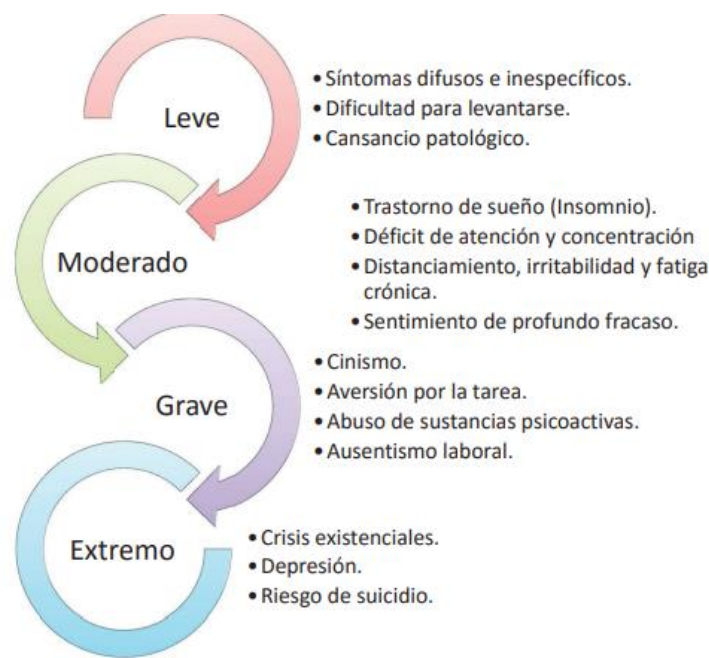 Leve
• Síntomas difusos e inespecíficos.
• Dificultad para levantarse.
• Cansancio patológico.
Moderado
• Trastorno de sueño (Insomnio).
• Déficit de atención y concentración
• Distanciamiento, irritabilidad y fatiga
crónica.
• Sentimiento de profundo fracaso.
Grave
• Cinismo.
• Aversión por la tarea.
• Abuso de sustancias psicoactivas.
• Ausentismo laboral.
Extremo
• Crisis existenciales.
• Depresión.
• Riesgo de suicidio.